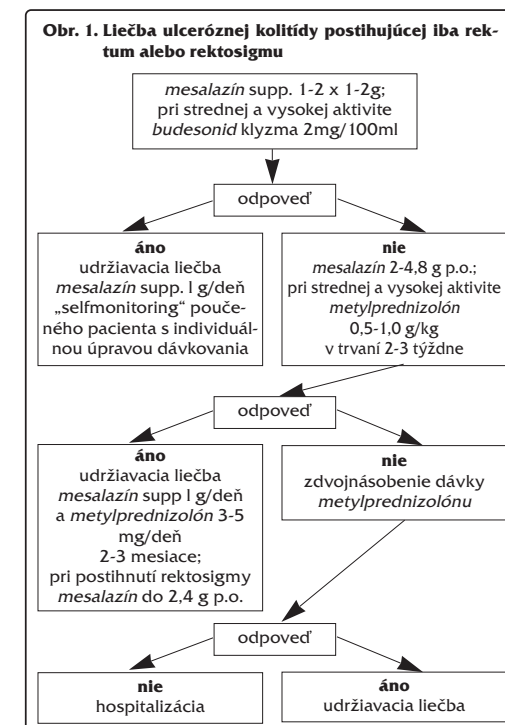 Obr. 1. Liečba ulceróznej kolitídy postihujúcej iba rek-
tum alebo rektosigmu
mesalazín supp. 1-2 x 1-2g;
pri strednej a vysokej aktivite
budesonid klyzma 2mg/100ml
odpoveď
áno
udržiavacia liečba
mesalazín supp. l g/deň
„selfmonitoring“ pouče-
ného pacienta s individuál-
nou úpravou dávkovania
nie
mesalazín 2-4,8 g p.o.;
pri strednej a vysokej aktivite
metylprednizolón
0,5-1,0 g/kg
v trvaní 2-3 týždne
odpoveď
áno
udržiavacia liečba
mesalazín supp l g/deň
a metylprednizolón 3-5
mg/deň
2-3 mesiace;
pri postihnutí rektosigmy
mesalazín do 2,4 g p.o.
nie
zdvojnásobenie dávky
metylprednizolónu
odpoveď
nie
hospitalizácia
áno
udržiavacia liečba